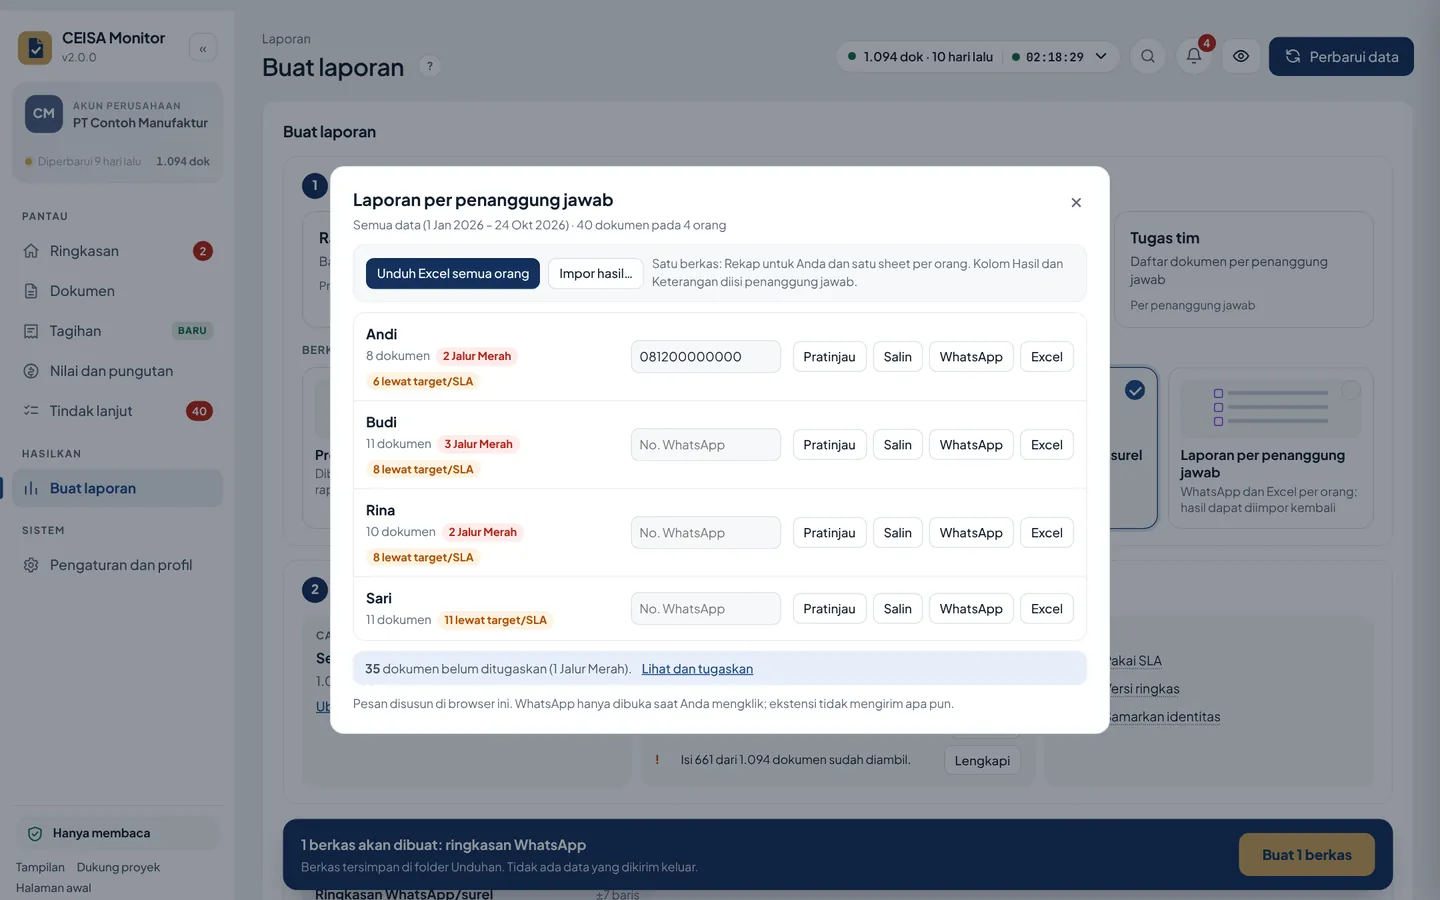 CEISA Monitor
v2.0.0
«
CM
AKUN PERUSAHAAN
PT Contoh Manufaktur
Diperbarui 9 hari lalu
1.094 dok
PANTAU
Ringkasan
2
Dokumen
Tagihan
BARU
Nilai dan pungutan
Tindak lanjut
40
HASILKAN
Buat laporan
SISTEM
Pengaturan dan profil
Hanya membaca
Tampilan Dukung proyek
Halaman awal
Laporan
Buat laporan
?
1.094 dok · 10 hari lalu
02:18:29
4
Perbarui data
Buat laporan
1
Laporan per penanggung jawab
Semua data (1 Jan 2026 – 24 Okt 2026) · 40 dokumen pada 4 orang
Unduh Excel semua orang
Impor hasil...
Satu berkas: Rekap untuk Anda dan satu sheet per orang. Kolom Hasil dan
Keterangan diisi penanggung jawab.
Andi
8 dokumen
2 Jalur Merah
6 lewat target/SLA
081200000000
Pratinjau
Salin
WhatsApp
Excel
Budi
11 dokumen
3 Jalur Merah
8 lewat target/SLA
No. WhatsApp
Pratinjau
Salin
WhatsApp
Excel
Rina
10 dokumen
2 Jalur Merah
8 lewat target/SLA
No. WhatsApp
Pratinjau
Salin
WhatsApp
Excel
Sari
11 dokumen
11 lewat target/SLA
No. WhatsApp
Pratinjau
Salin
WhatsApp
Excel
35 dokumen belum ditugaskan (1 Jalur Merah). Lihat dan tugaskan
Pesan disusun di browser ini. WhatsApp hanya dibuka saat Anda mengklik; ekstensi tidak mengirim apa pun.
Tugas tim
Daftar dokumen per penanggung
jawab
Per penanggung jawab
surel
Laporan per penanggung
jawab
WhatsApp dan Excel per orang;
hasil dapat diimpor kembali
2
Pakai SLA
Versi ringkas
Samarkan identitas
! Isi 661 dari 1.094 dokumen sudah diambil.
Lengkapi
1 berkas akan dibuat: ringkasan WhatsApp
Berkas tersimpan di folder Unduhan. Tidak ada data yang dikirim keluar.
Buat 1 berkas
Ringkasan WhatsApp/surel
±7 baris